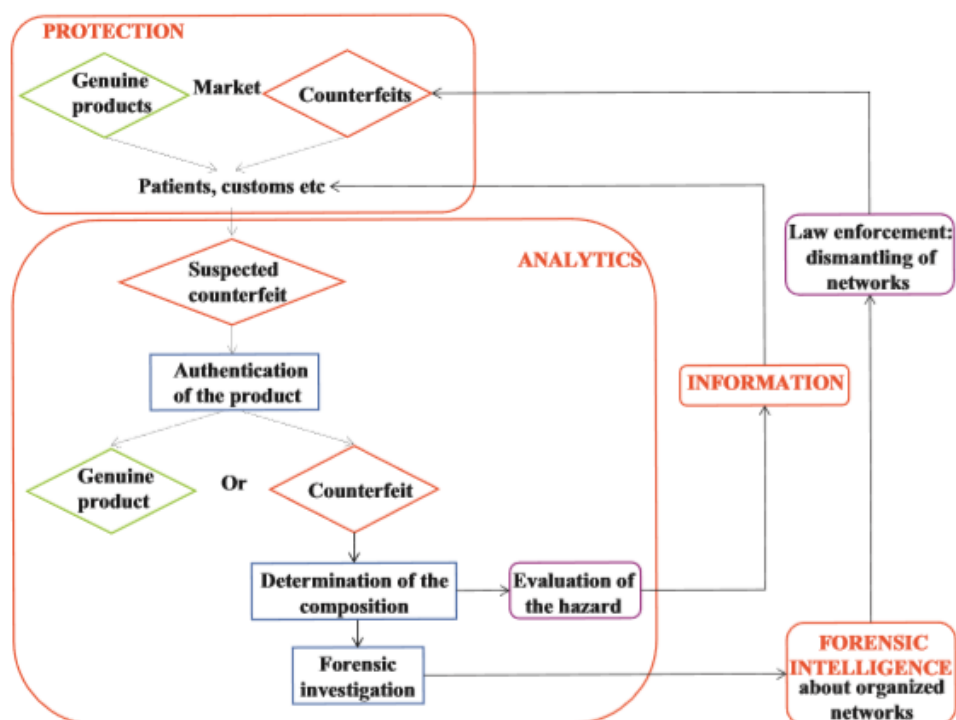 PROTECTION
Genuine
products
Market
Counterfeits
Patients, customs etc
ANALYTICS
Suspected
counterfeit
Law enforcement:
dismantling of
networks
Authentication
of the product
INFORMATION
Genuine
product
Or
Counterfeit
Determination of the
composition
Evaluation of
the hazard
Forensic
investigation
FORENSIC
INTELLIGENCE
about organized
networks